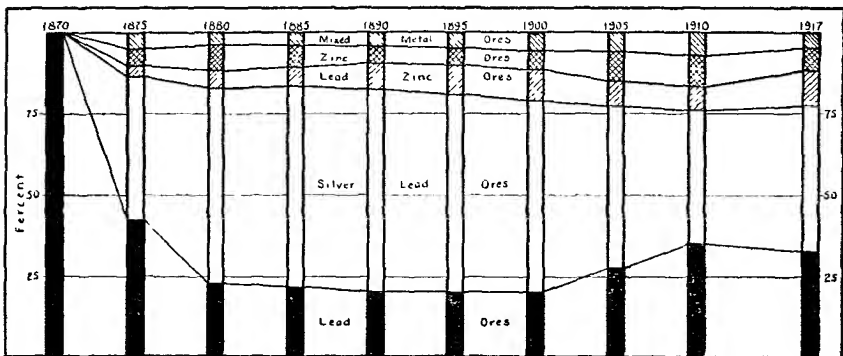 1870 1875 1880 1885 1890 1895 1900 1905 1910 1917
Mixed Metal Ores
Zinc Ores
Lead Zinc Ores
75 75
Silver Lead Ores
50 50
Percent
25 25
Lead Ores